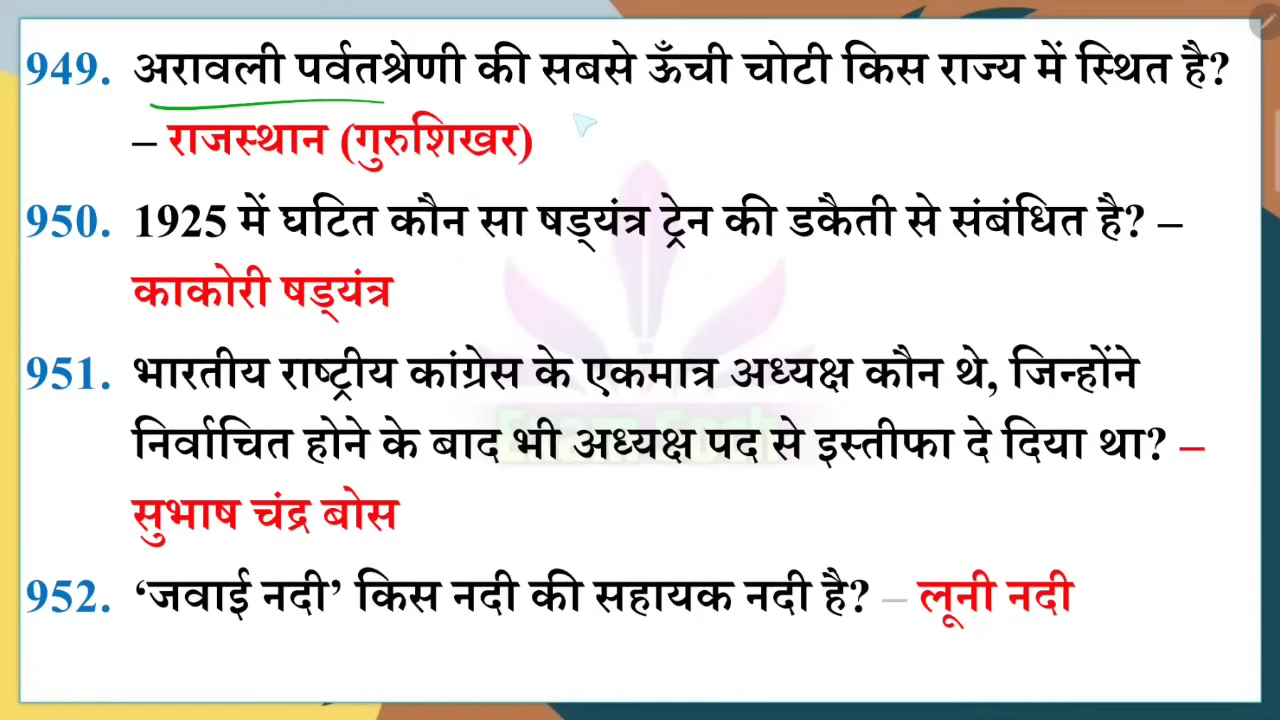 949. अरावली पर्वतश्रेणी की सबसे ऊँची चोटी किस राज्य में स्थित है?
– राजस्थान (गुरुशिखर)
950. 1925 में घटित कौन सा षड्यंत्र ट्रेन की डकैती से संबंधित है? –
काकोरी षड्यंत्र
951. भारतीय राष्ट्रीय कांग्रेस के एकमात्र अध्यक्ष कौन थे, जिन्होंने
निर्वाचित होने के बाद भी अध्यक्ष पद से इस्तीफा दे दिया था? –
सुभाष चंद्र बोस
952. ‘जवाई नदी’ किस नदी की सहायक नदी है? – लूनी नदी